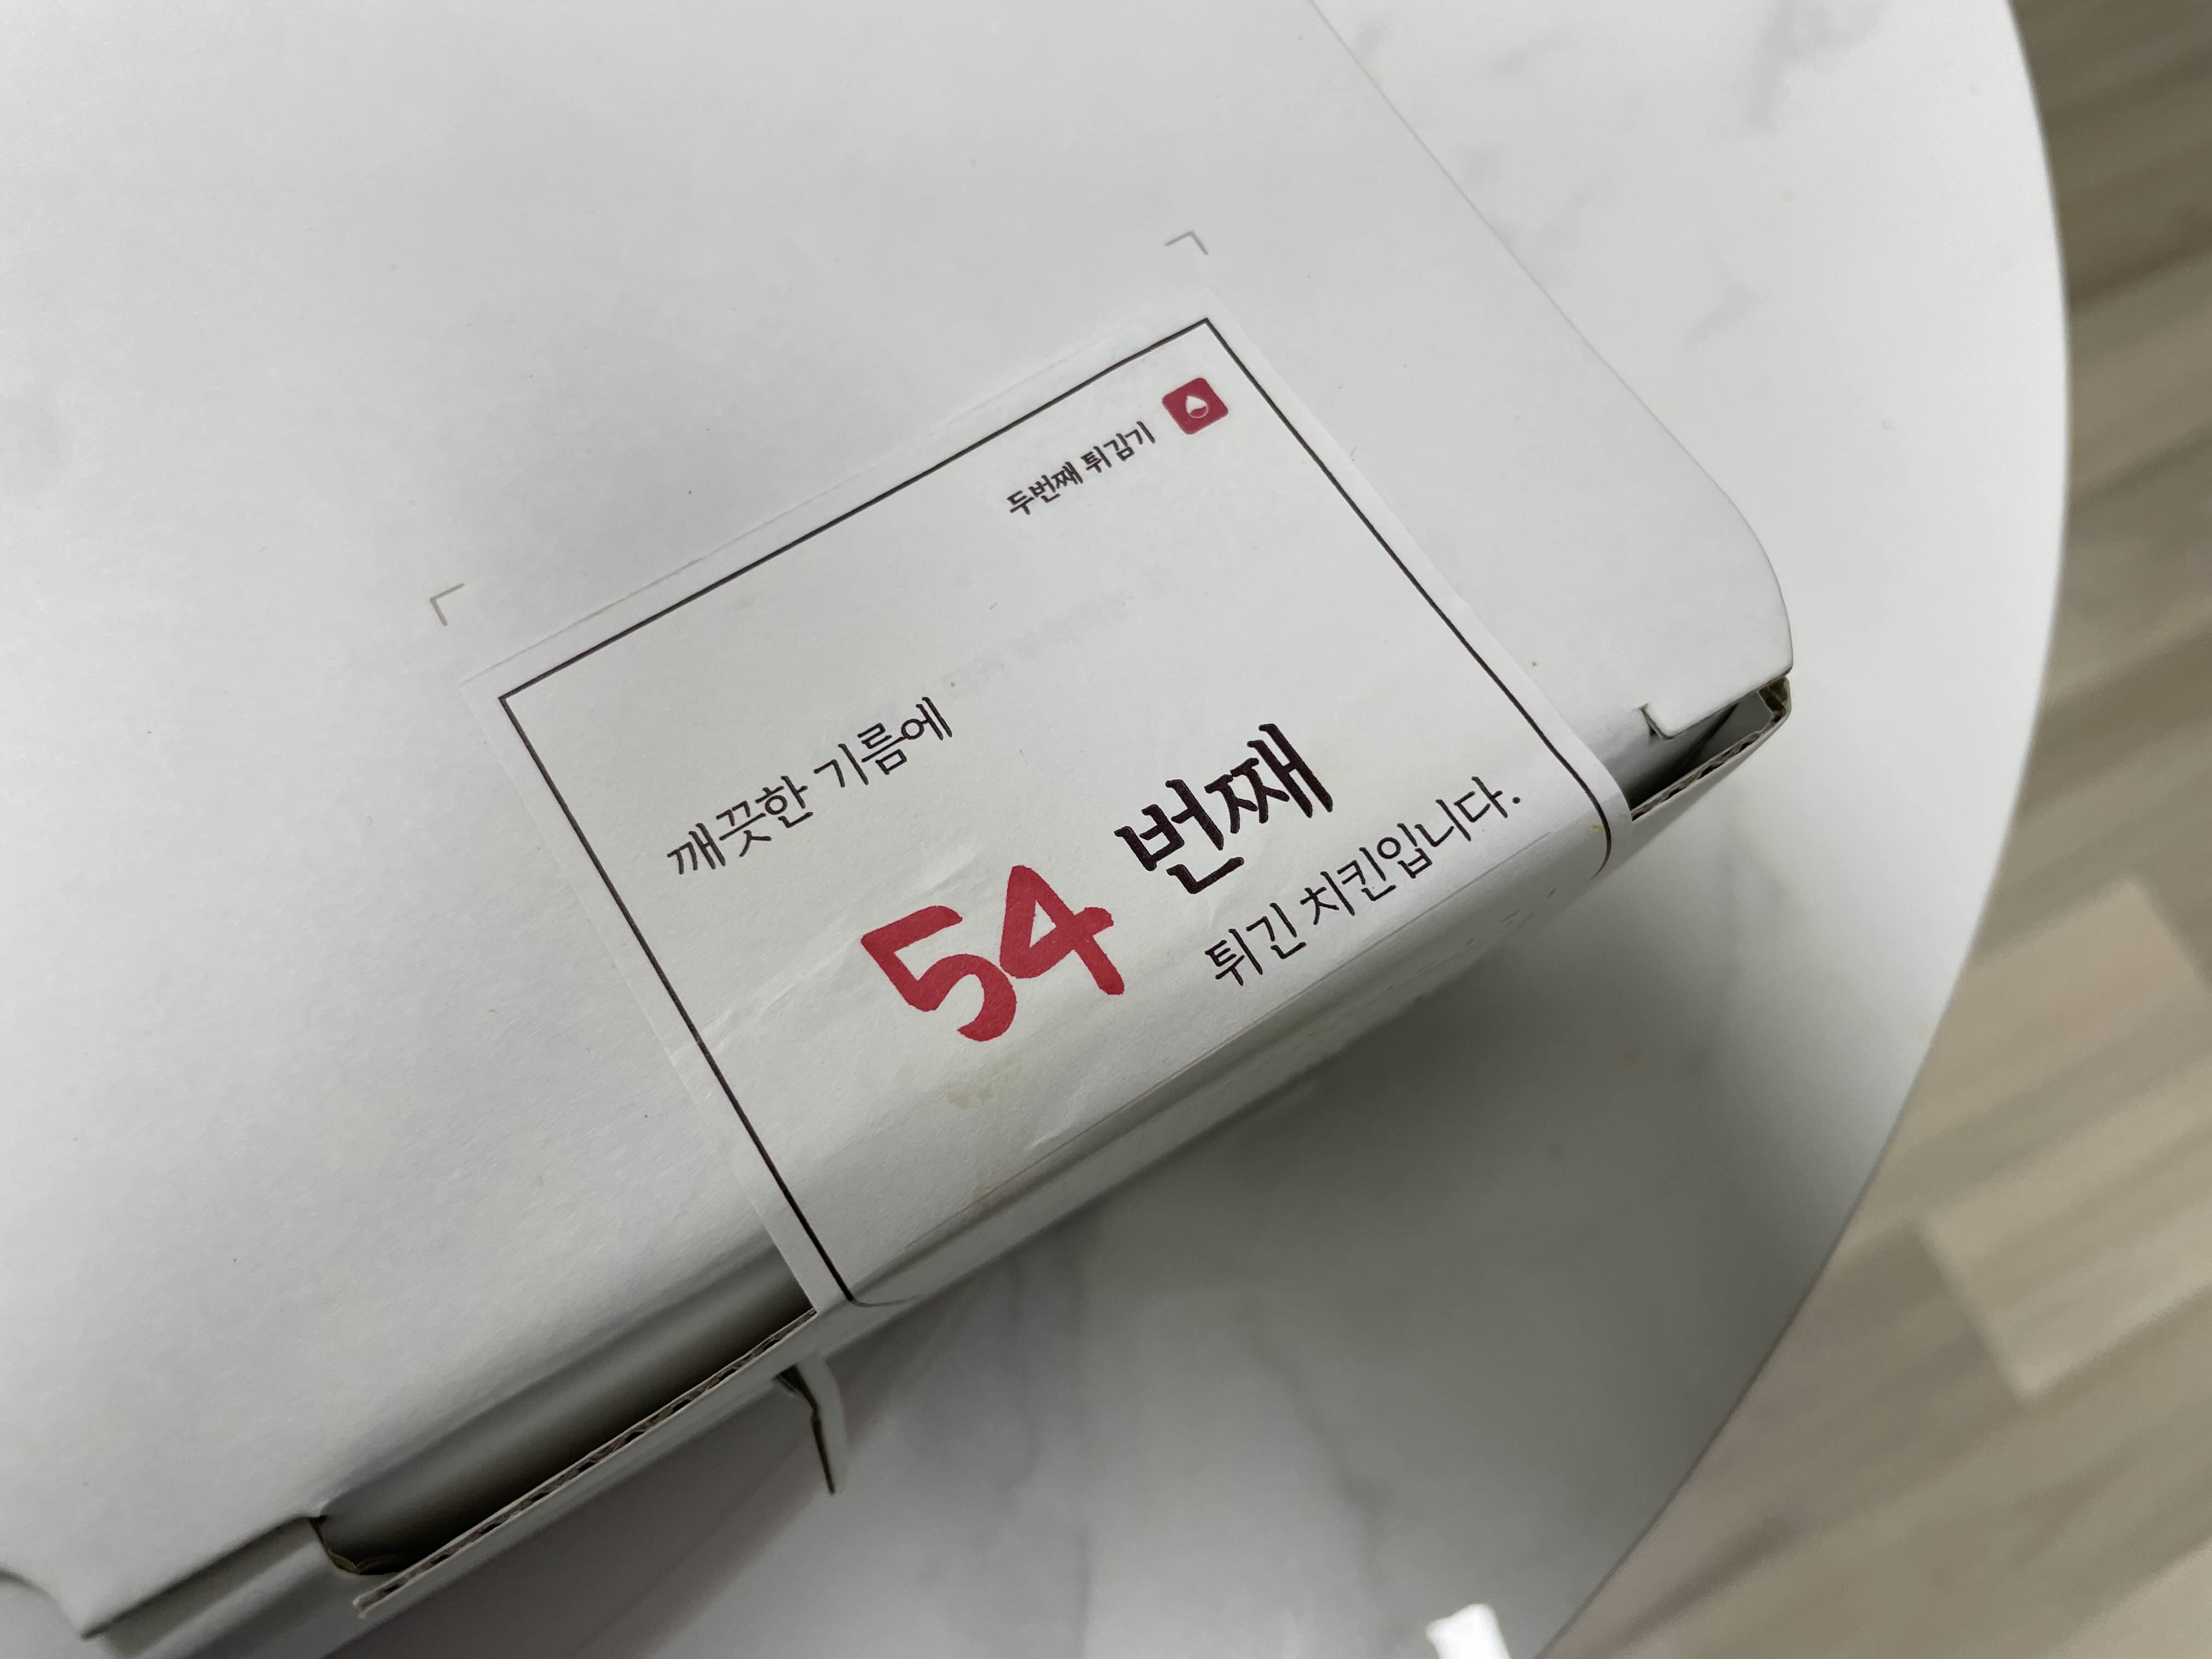 두번째 튀김기
깨끗한 기름에
54 번째
튀긴 치킨입니다.